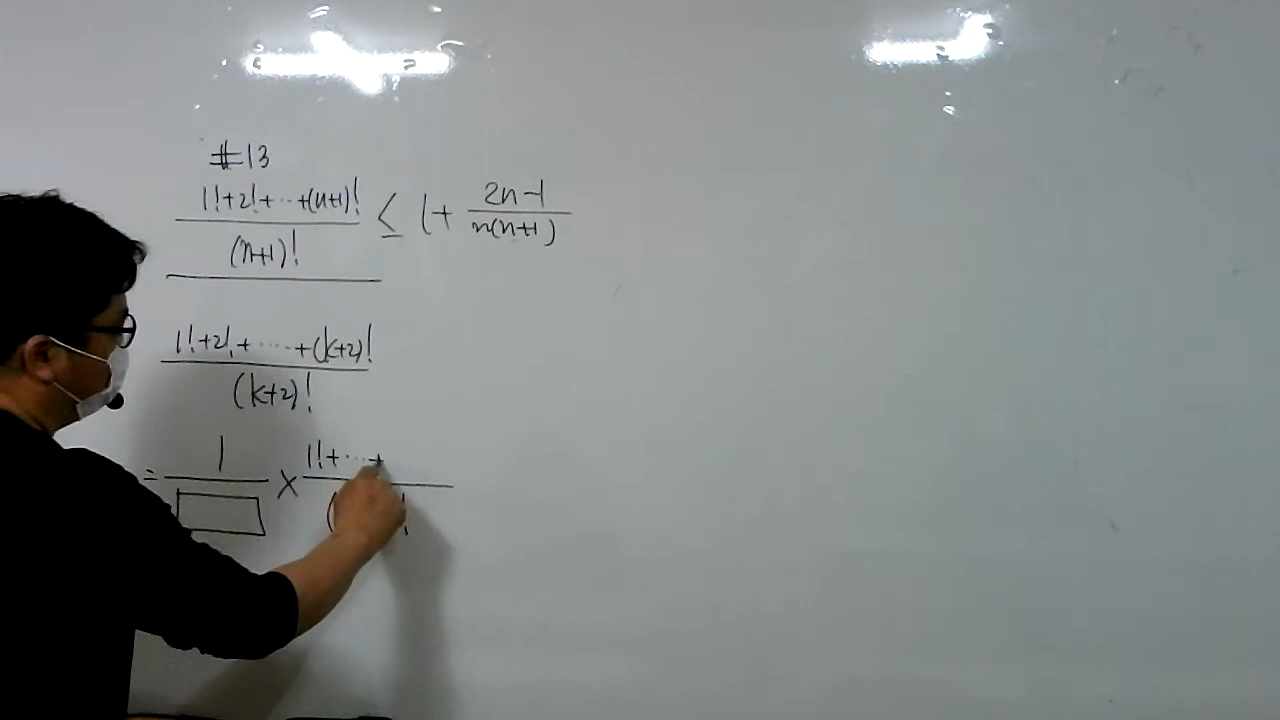 #13
1!+2!+⋯+(n+1)! / (n+1)! ≤ 1 + (2n-1) / n(n+1)
1!+2!+⋯+(k+2)! / (k+2)!
= 1 / □ × 1!+⋯+ / ( !